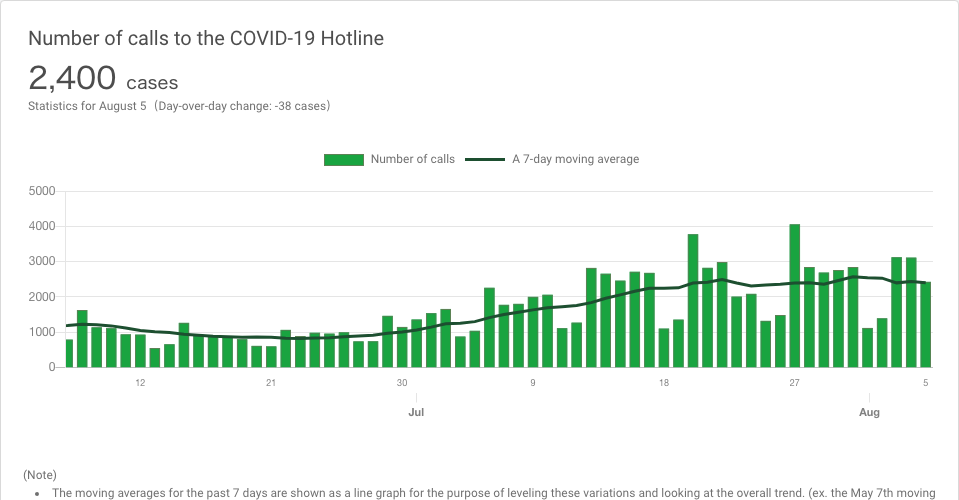 Number of calls to the COVID-19 Hotline
2,400 cases
Statistics for August 5 (Day-over-day change: -38 cases)
Number of calls A 7-day moving average
5000
4000
3000
2000
1000
0
12 21 30 9 18 27 5
Jul Aug
(Note)
• The moving averages for the past 7 days are shown as a line graph for the purpose of leveling these variations and looking at the overall trend. (ex. the May 7th moving